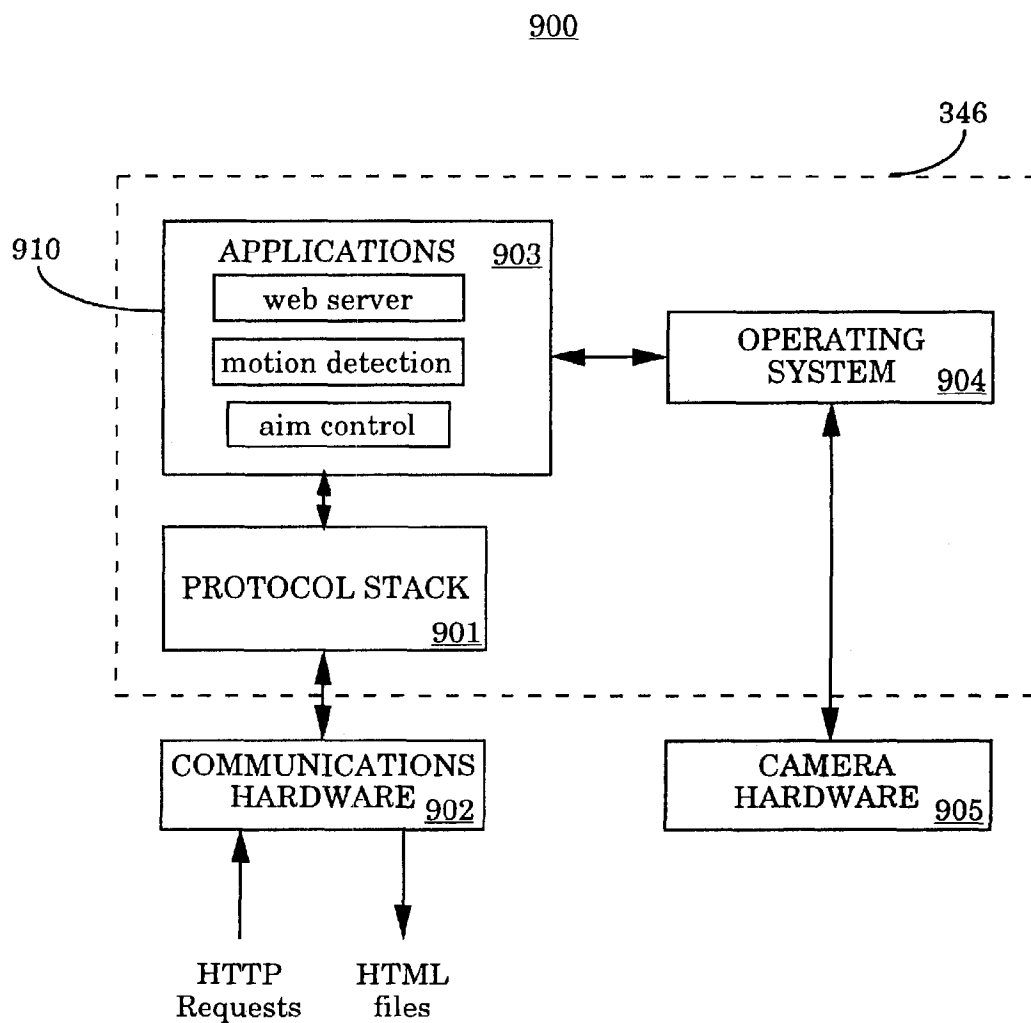 900
346
910
APPLICATIONS
903
web server
motion detection
aim control
OPERATING
SYSTEM
904
PROTOCOL STACK
901
COMMUNICATIONS
HARDWARE
902
CAMERA
HARDWARE
905
HTTP
Requests
HTML
files